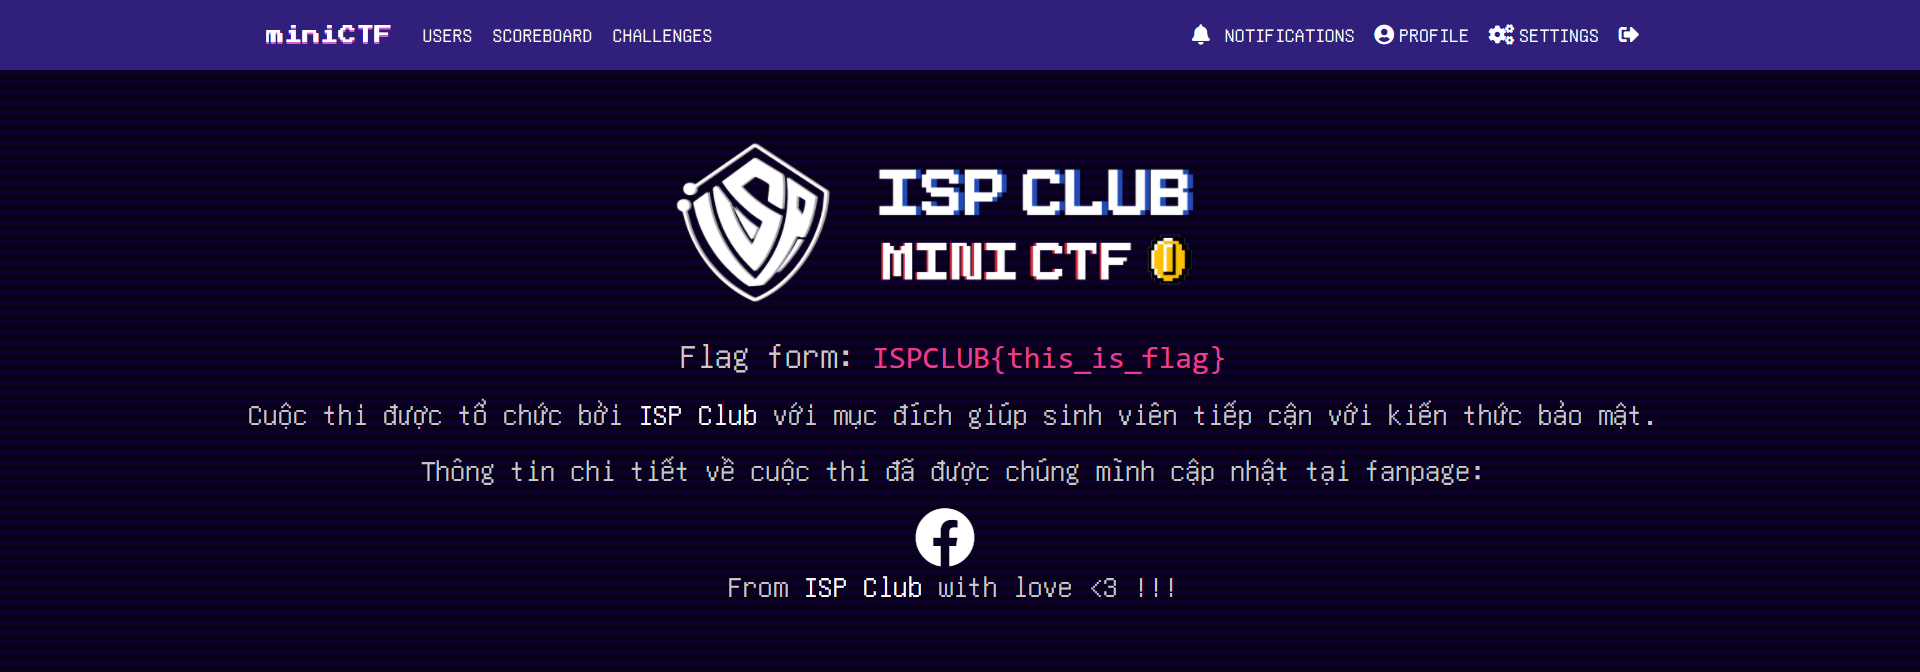 miniCTF USERS SCOREBOARD CHALLENGES NOTIFICATIONS PROFILE SETTINGS
ISP
ISP CLUB
MINI CTF
Flag form: ISPCLUB{this_is_flag}
Cuộc thi được tổ chức bởi ISP Club với mục đích giúp sinh viên tiếp cận với kiến thức bảo mật.
Thông tin chi tiết về cuộc thi đã được chúng mình cập nhật tại fanpage:
From ISP Club with love <3 !!!